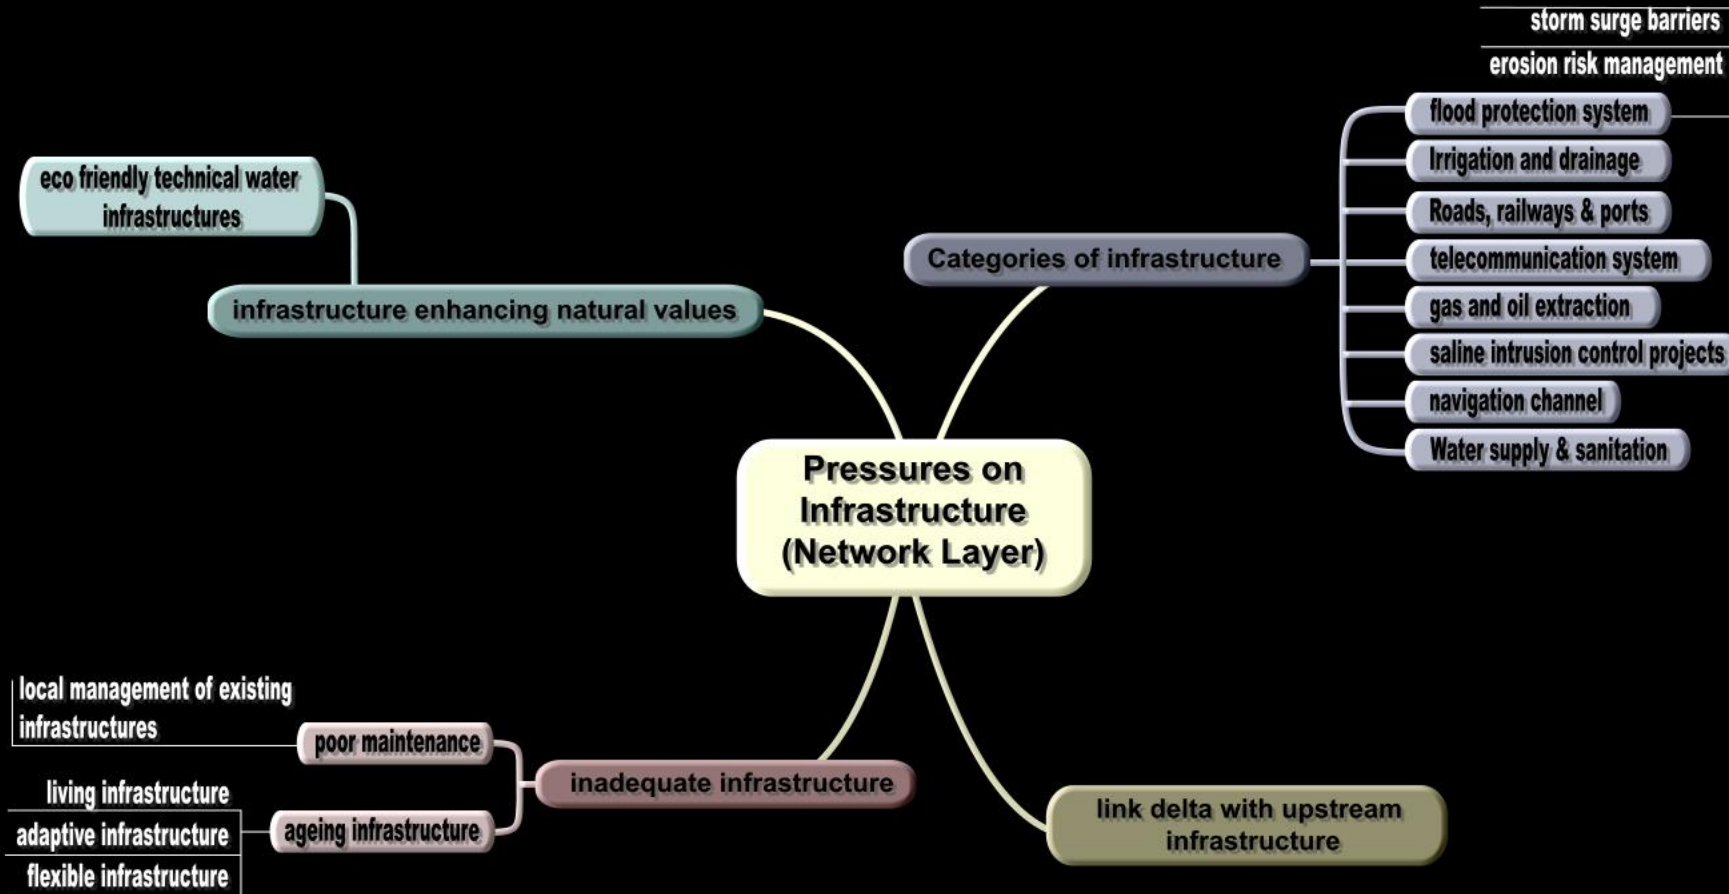 storm surge barriers
erosion risk management
flood protection system
Irrigation and drainage
Roads, railways & ports
telecommunication system
gas and oil extraction
saline intrusion control projects
navigation channel
Water supply & sanitation
Categories of infrastructure
eco friendly technical water
infrastructures
infrastructure enhancing natural values
Pressures on
Infrastructure
(Network Layer)
local management of existing
infrastructures
poor maintenance
inadequate infrastructure
living infrastructure
adaptive infrastructure
flexible infrastructure
ageing infrastructure
link delta with upstream
infrastructure